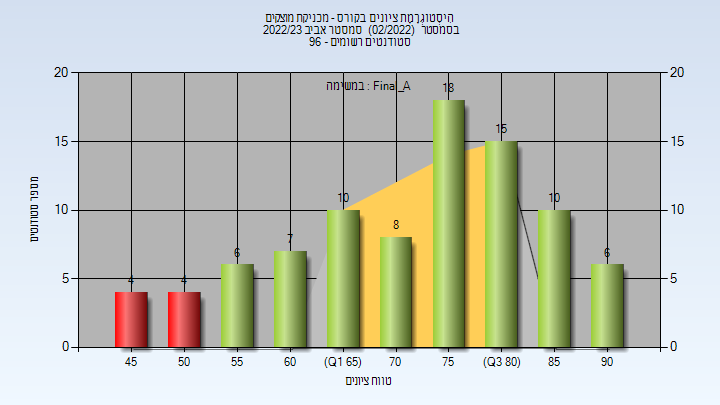 היסטוגרמת ציונים בקורס - מכניקת מוצקים
בסמסטר (02/2022) סמסטר אביב 2022/23
סטודנטים רשומים - 96
במשימה : Final_A
מספר סטודנטים
20 20
15 15
10 10
5 5
0 0
4 4 6 7 10 8 18 15 10 6
45 50 55 60 (Q1 65) 70 75 (Q3 80) 85 90
טווח ציונים